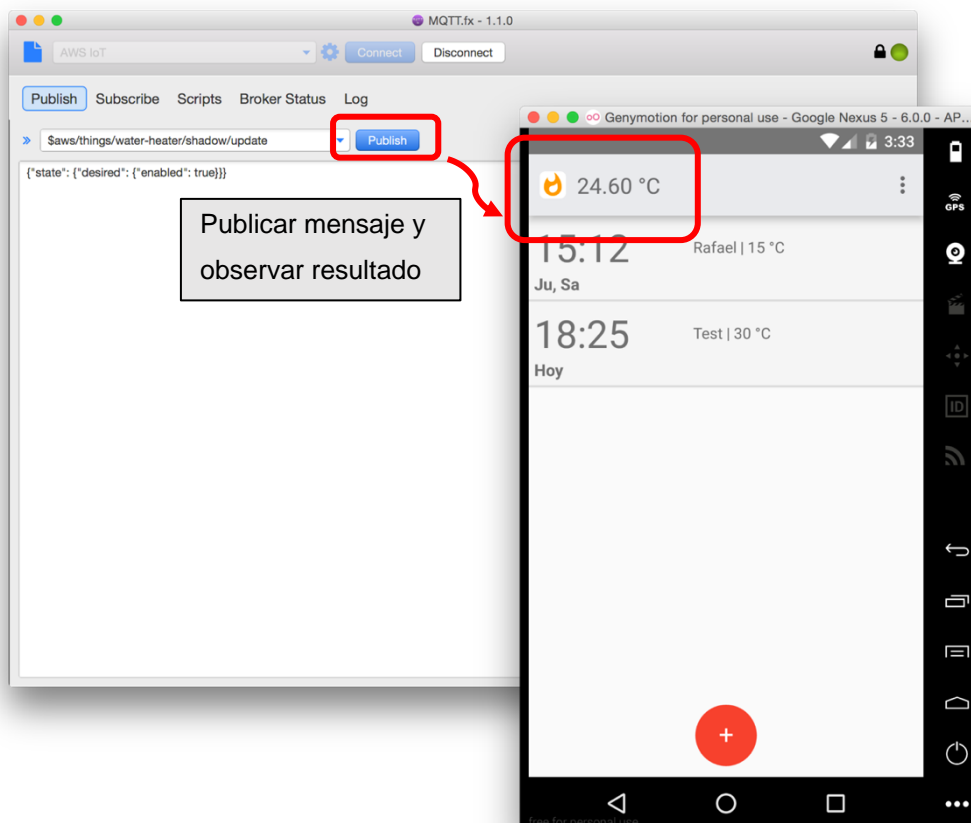 MQTT.fx - 1.1.0
AWS IoT
Connect
Disconnect
Publish Subscribe Scripts Broker Status Log
$aws/things/water-heater/shadow/update
Publish
{"state": {"desired": {"enabled": true}}}
Publicar mensaje y
observar resultado
Genymotion for personal use - Google Nexus 5 - 6.0.0 - AP...
3:33
24.60 °C
GPS
15:12
Rafael | 15 °C
Ju, Sa
18:25
Test | 30 °C
Hoy
ID
+
free for personal use